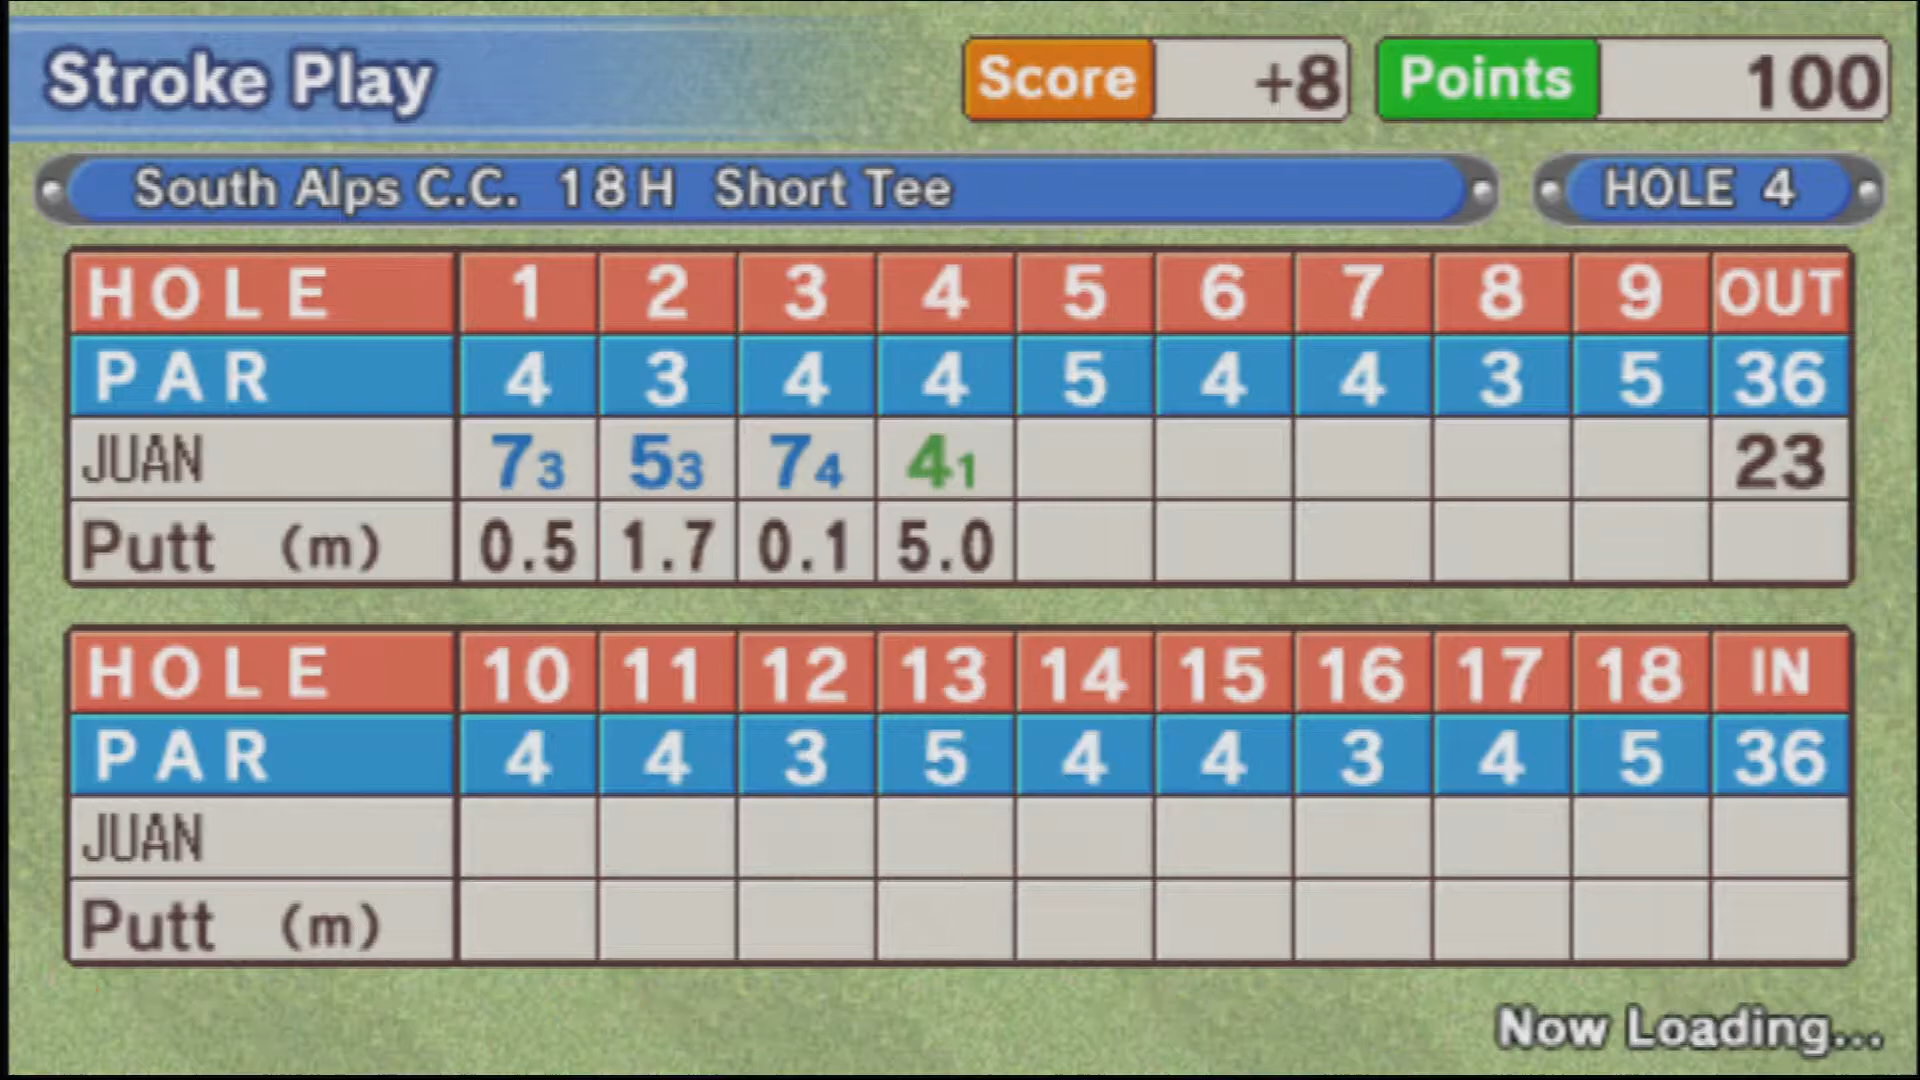 Stroke Play Score +8 Points 100
South Alps C.C. 18H Short Tee HOLE 4
HOLE 1 2 3 4 5 6 7 8 9 OUT
PAR 4 3 4 4 5 4 4 3 5 36
JUAN 73 53 74 41 23
Putt (m) 0.5 1.7 0.1 5.0
HOLE 10 11 12 13 14 15 16 17 18 IN
PAR 4 4 3 5 4 4 3 4 5 36
JUAN
Putt (m)
Now Loading...